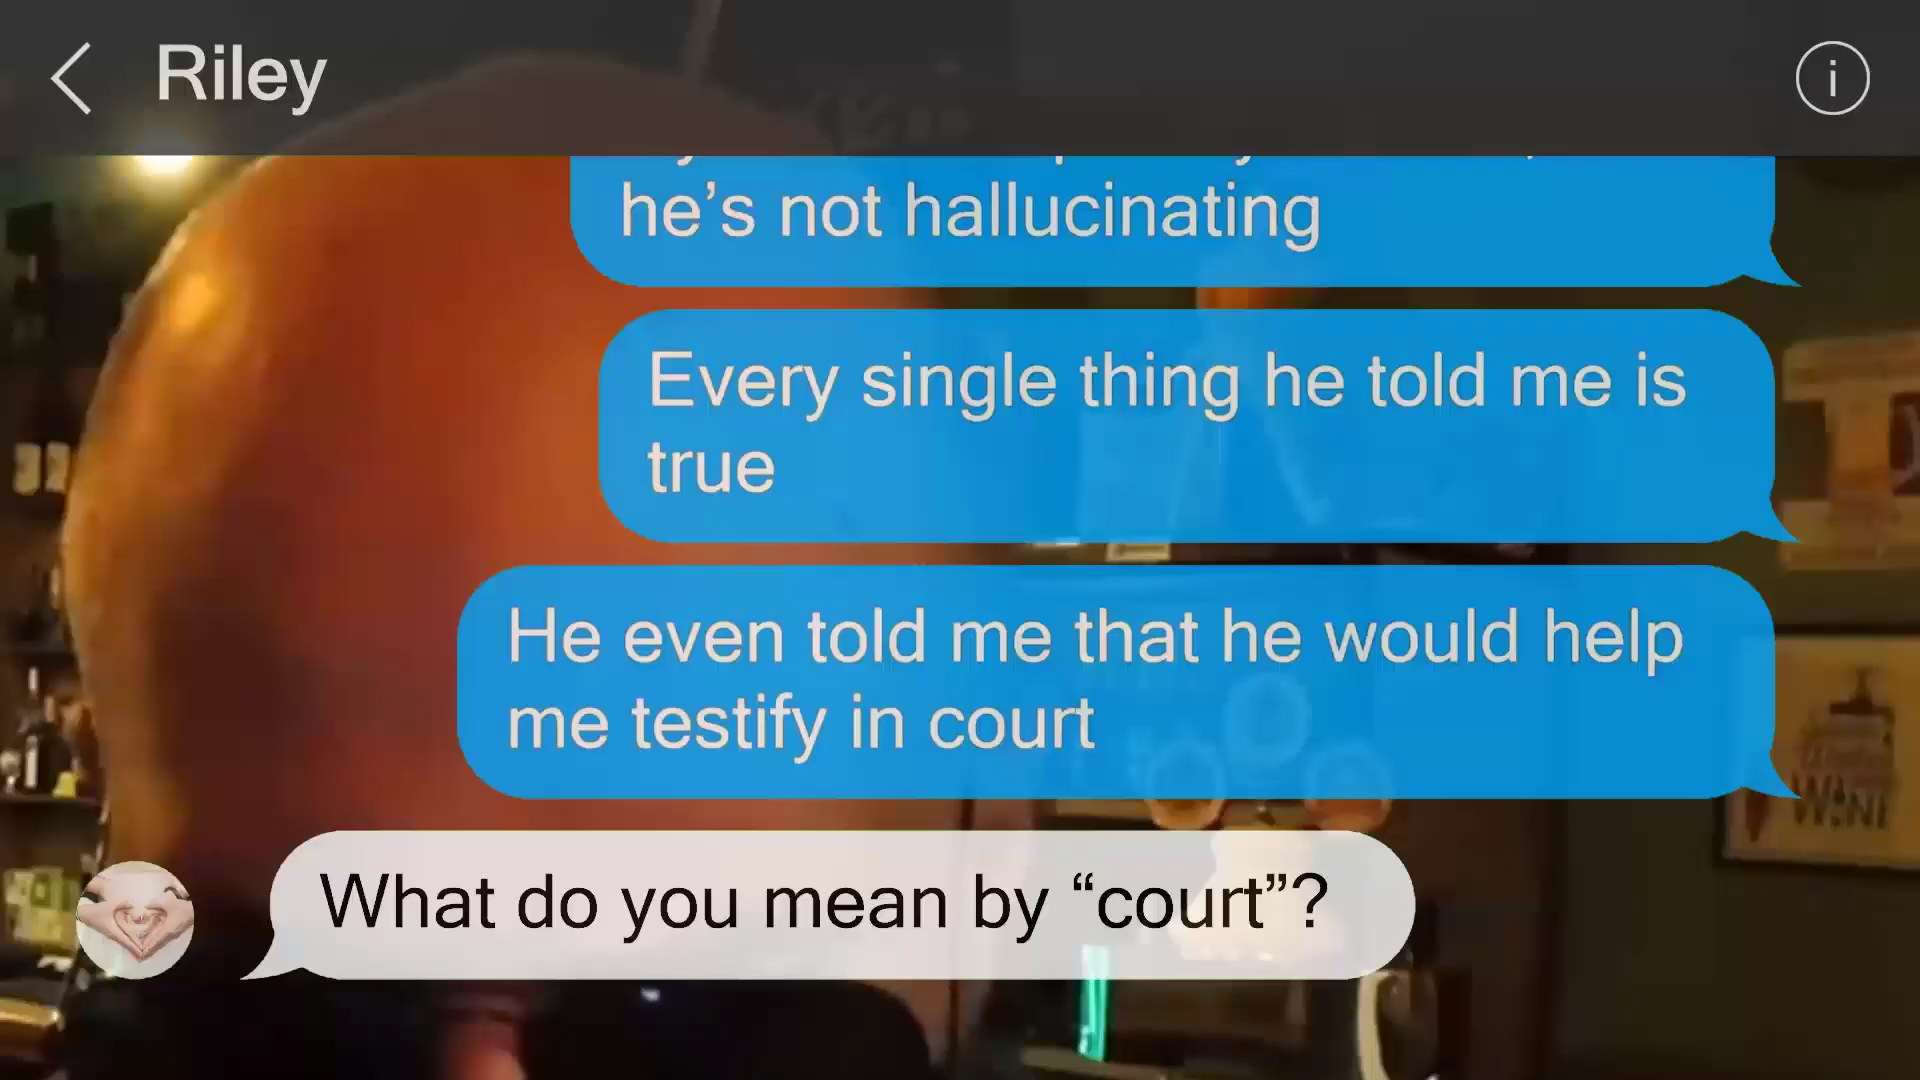 Riley
he’s not hallucinating
Every single thing he told me is
true
He even told me that he would help
me testify in court
What do you mean by “court”?
WINE